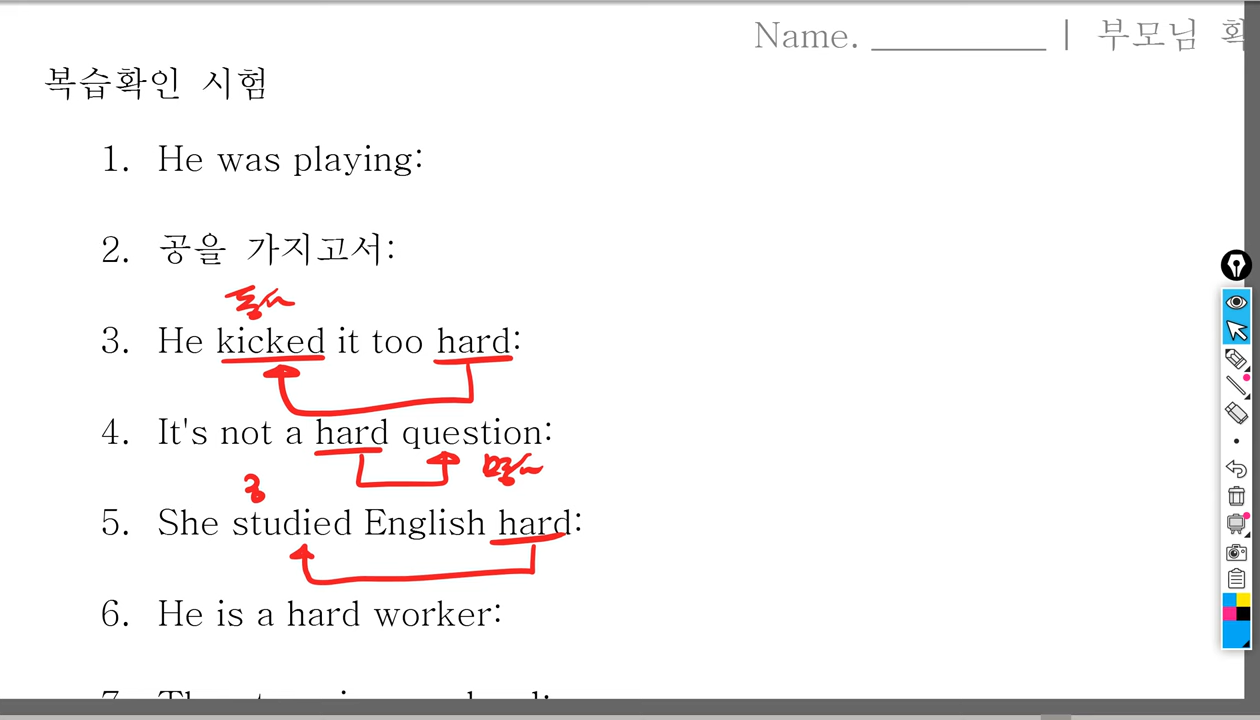 Name. __________ | 부모님 확
복습확인 시험
1. He was playing:
2. 공을 가지고서:
동사
3. He kicked it too hard:
4. It's not a hard question:
명사
5. She studied English hard:
6. He is a hard worker: